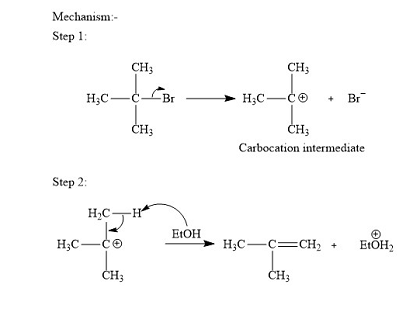 Mechanism:-
Step 1:
CH₃ CH₃
H₃C—C—Br H₃C—C⊕ + Br⁻
CH₃ CH₃
Carbocation intermediate
Step 2:
H₂C—H
EtOH ⊕
H₃C—C⊕ H₃C—C=CH₂ + EtOH₂
CH₃ CH₃